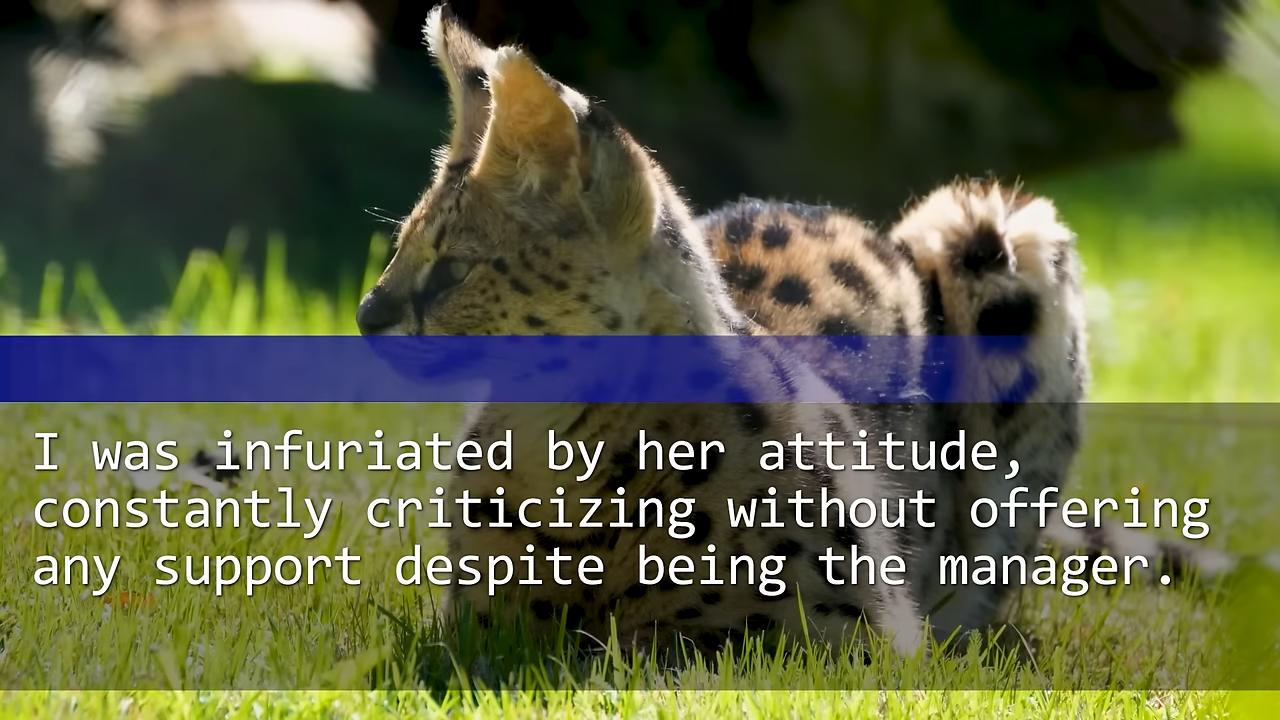 I was infuriated by her attitude,
constantly criticizing without offering
any support despite being the manager.